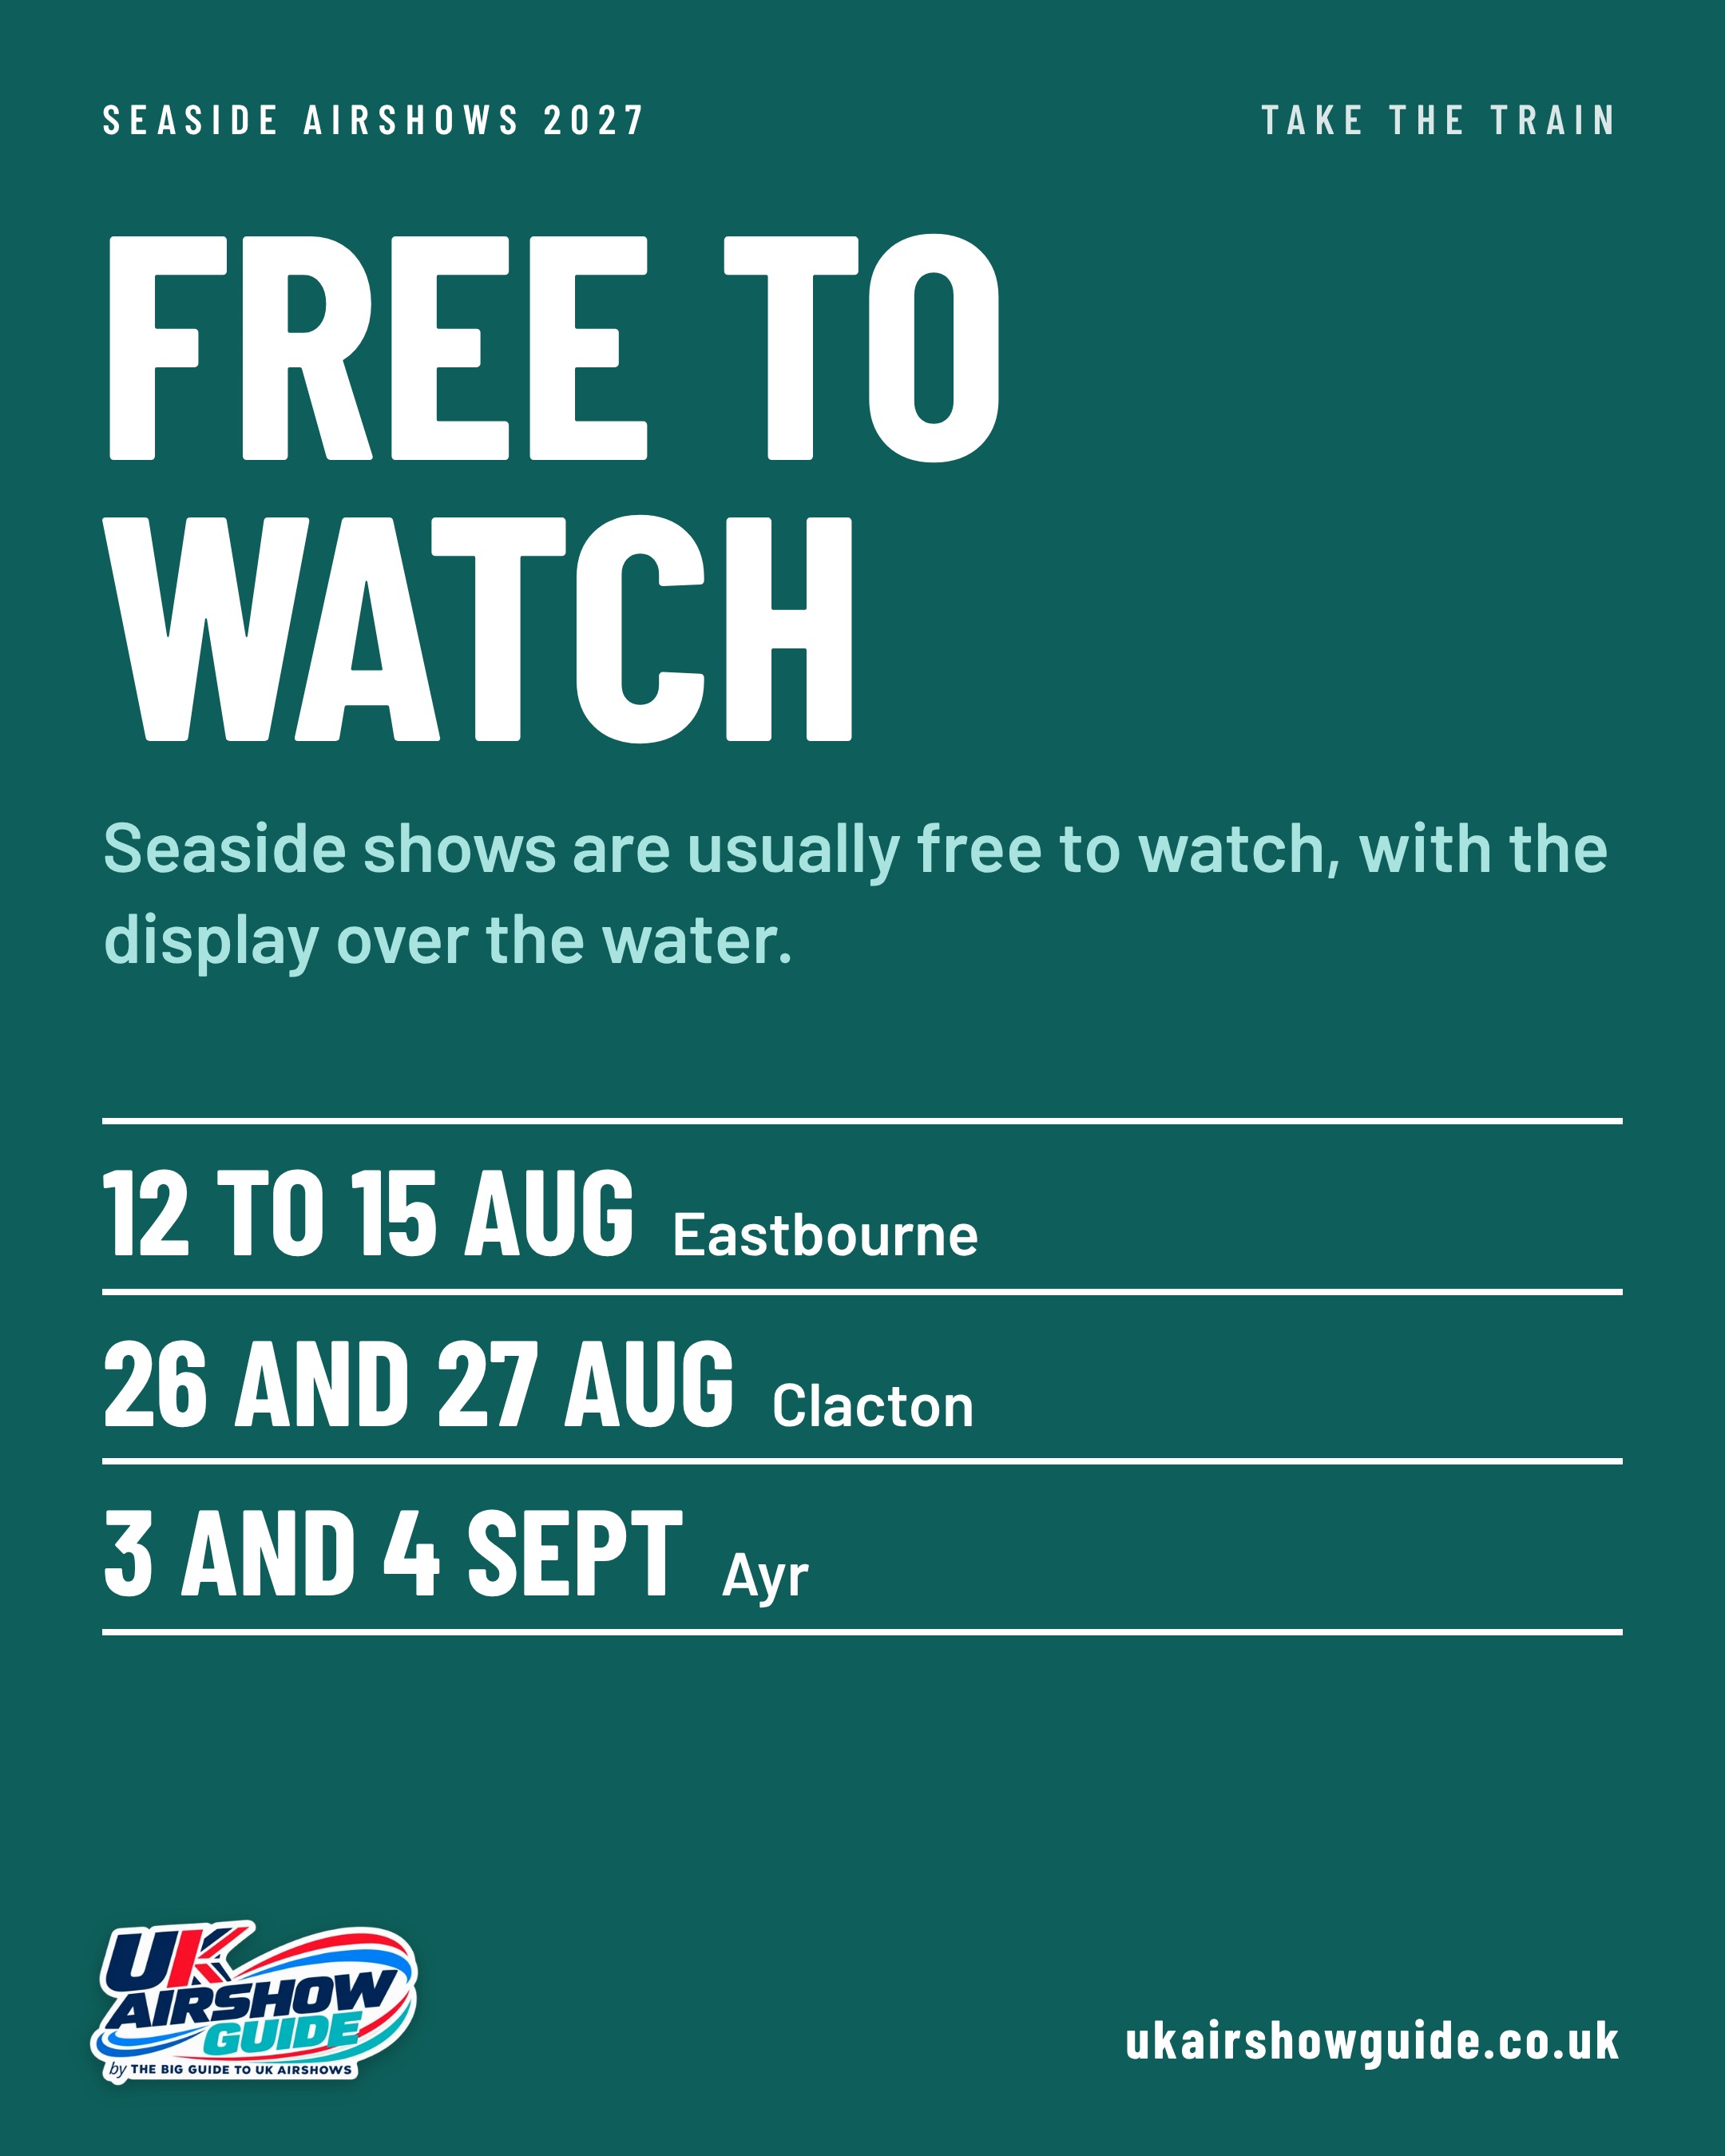 SEASIDE AIRSHOWS 2027
TAKE THE TRAIN
FREE TO
WATCH
Seaside shows are usually free to watch, with the
display over the water.
12 TO 15 AUG Eastbourne
26 AND 27 AUG Clacton
3 AND 4 SEPT Ayr
UK
AIRSHOW
GUIDE
by THE BIG GUIDE TO UK AIRSHOWS
ukairshowguide.co.uk